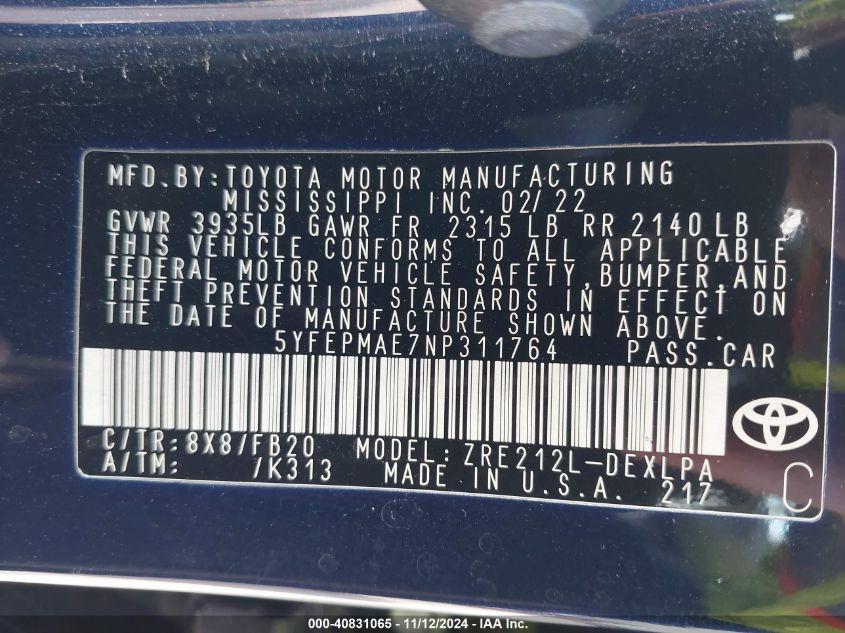 MFD.BY:TOYOTA MOTOR MANUFACTURING
MISSISSIPPI INC. 02/22
GVWR 3935LB GAWR FR 2315 LB RR 2140 LB
THIS VEHICLE CONFORMS TO ALL APPLICABLE
FEDERAL MOTOR VEHICLE SAFETY,BUMPER,AND
THEFT PREVENTION STANDARDS IN EFFECT ON
THE DATE OF MANUFACTURE SHOWN ABOVE.
5YFEPMAE7NP311764 PASS.CAR
C/TR:8X8/FB20 MODEL:ZRE212L-DEXLPA
A/TM: /K313 MADE IN U.S.A. 217
C
000-40831065 - 11/12/2024 - IAA Inc.